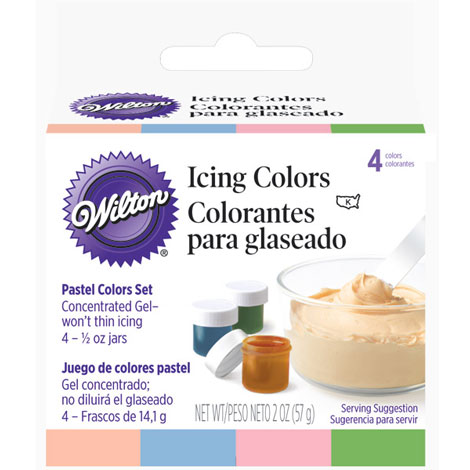 Wilton
Icing Colors
Colorantes
para glaseado
4 colors
colorantes
Wilton
®
Icing Colors
Colorantes
para glaseado
K
Pastel Colors Set
Concentrated Gel–
won't thin icing
4 – ½ oz jars
Juego de colores pastel
Gel concentrado;
no diluirá el glaseado
4 – Frascos de 14,1 g
NET WT/PESO NETO 2 OZ (57 g)
Serving Suggestion
Sugerencia para servir